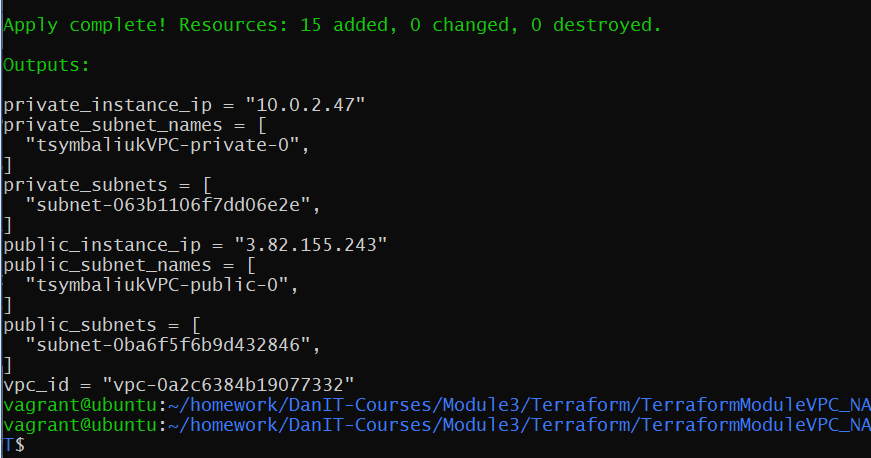 Apply complete! Resources: 15 added, 0 changed, 0 destroyed.
Outputs:
private_instance_ip = "10.0.2.47"
private_subnet_names = [
  "tsymbaliukVPC-private-0",
]
private_subnets = [
  "subnet-063b1106f7dd06e2e",
]
public_instance_ip = "3.82.155.243"
public_subnet_names = [
  "tsymbaliukVPC-public-0",
]
public_subnets = [
  "subnet-0ba6f5f6b9d432846",
]
vpc_id = "vpc-0a2c6384b19077332"
vagrant@ubuntu:~/homework/DanIT-Courses/Module3/Terraform/TerraformModuleVPC_NA
vagrant@ubuntu:~/homework/DanIT-Courses/Module3/Terraform/TerraformModuleVPC_NA
T$